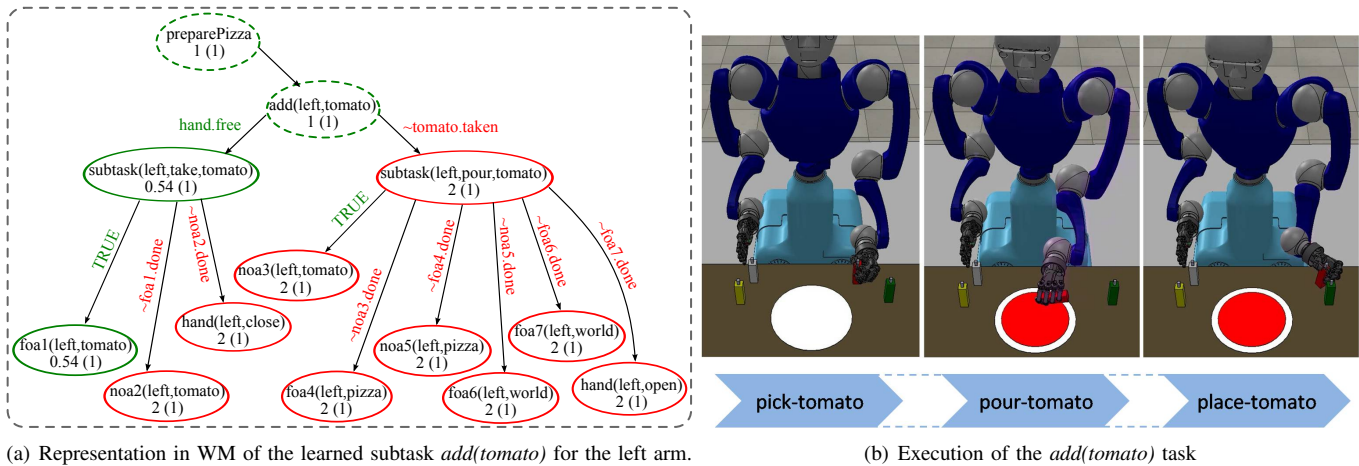 preparePizza
1 (1)
add(left,tomato)
1 (1)
hand.free
~tomato.taken
subtask(left,take,tomato)
0.54 (1)
subtask(left,pour,tomato)
2 (1)
TRUE
~foa1.done
~noa2.done
TRUE
~noa3.done
~foa4.done
~noa5.done
~foa6.done
~foa7.done
noa3(left,tomato)
2 (1)
hand(left,close)
2 (1)
foa1(left,tomato)
0.54 (1)
noa2(left,tomato)
2 (1)
foa4(left,pizza)
2 (1)
noa5(left,pizza)
2 (1)
foa6(left,world)
2 (1)
foa7(left,world)
2 (1)
hand(left,open)
2 (1)
pick-tomato
pour-tomato
place-tomato
(a) Representation in WM of the learned subtask add(tomato) for the left arm.
(b) Execution of the add(tomato) task